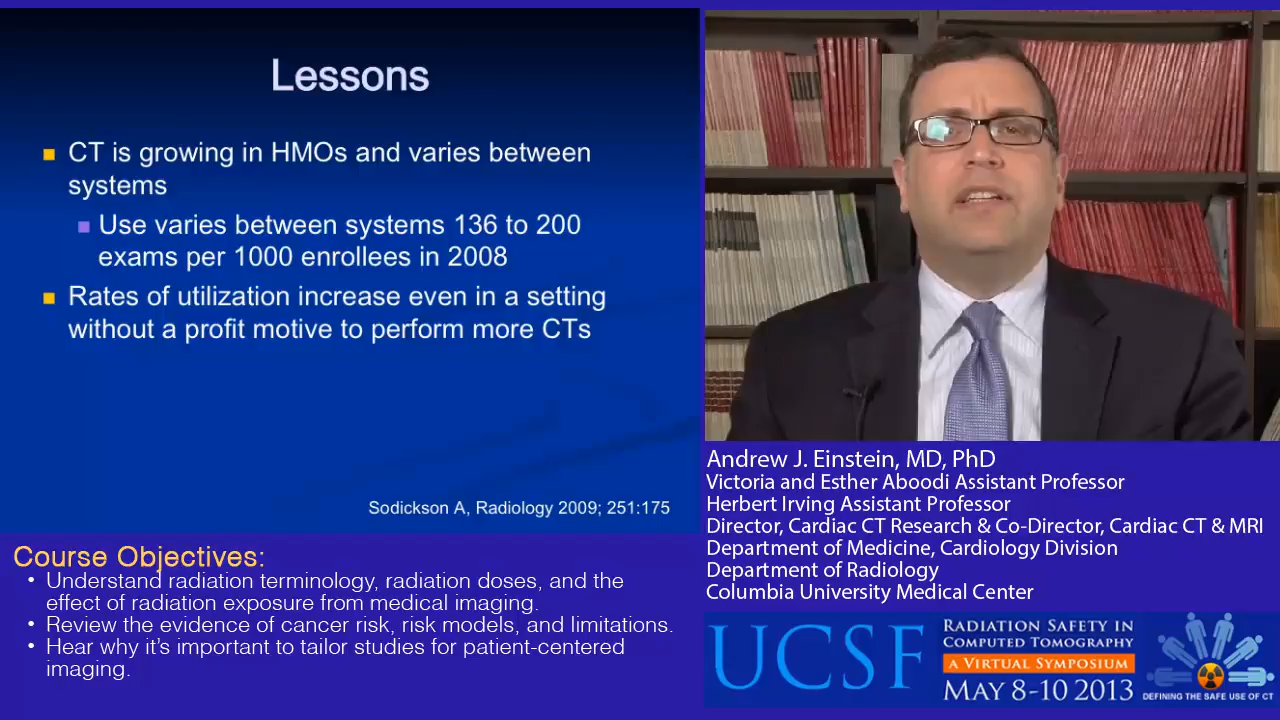 Lessons
CT is growing in HMOs and varies between
systems
Use varies between systems 136 to 200
exams per 1000 enrollees in 2008
Rates of utilization increase even in a setting
without a profit motive to perform more CTs
Sodickson A, Radiology 2009; 251:175
Course Objectives:
• Understand radiation terminology, radiation doses, and the
effect of radiation exposure from medical imaging.
• Review the evidence of cancer risk, risk models, and limitations.
• Hear why it’s important to tailor studies for patient-centered
imaging.
Andrew J. Einstein, MD, PhD
Victoria and Esther Aboodi Assistant Professor
Herbert Irving Assistant Professor
Director, Cardiac CT Research & Co-Director, Cardiac CT & MRI
Department of Medicine, Cardiology Division
Department of Radiology
Columbia University Medical Center
UCSF
Radiation Safety in
Computed Tomography
a Virtual Symposium
May 8-10 2013
DEFINING THE SAFE USE OF CT